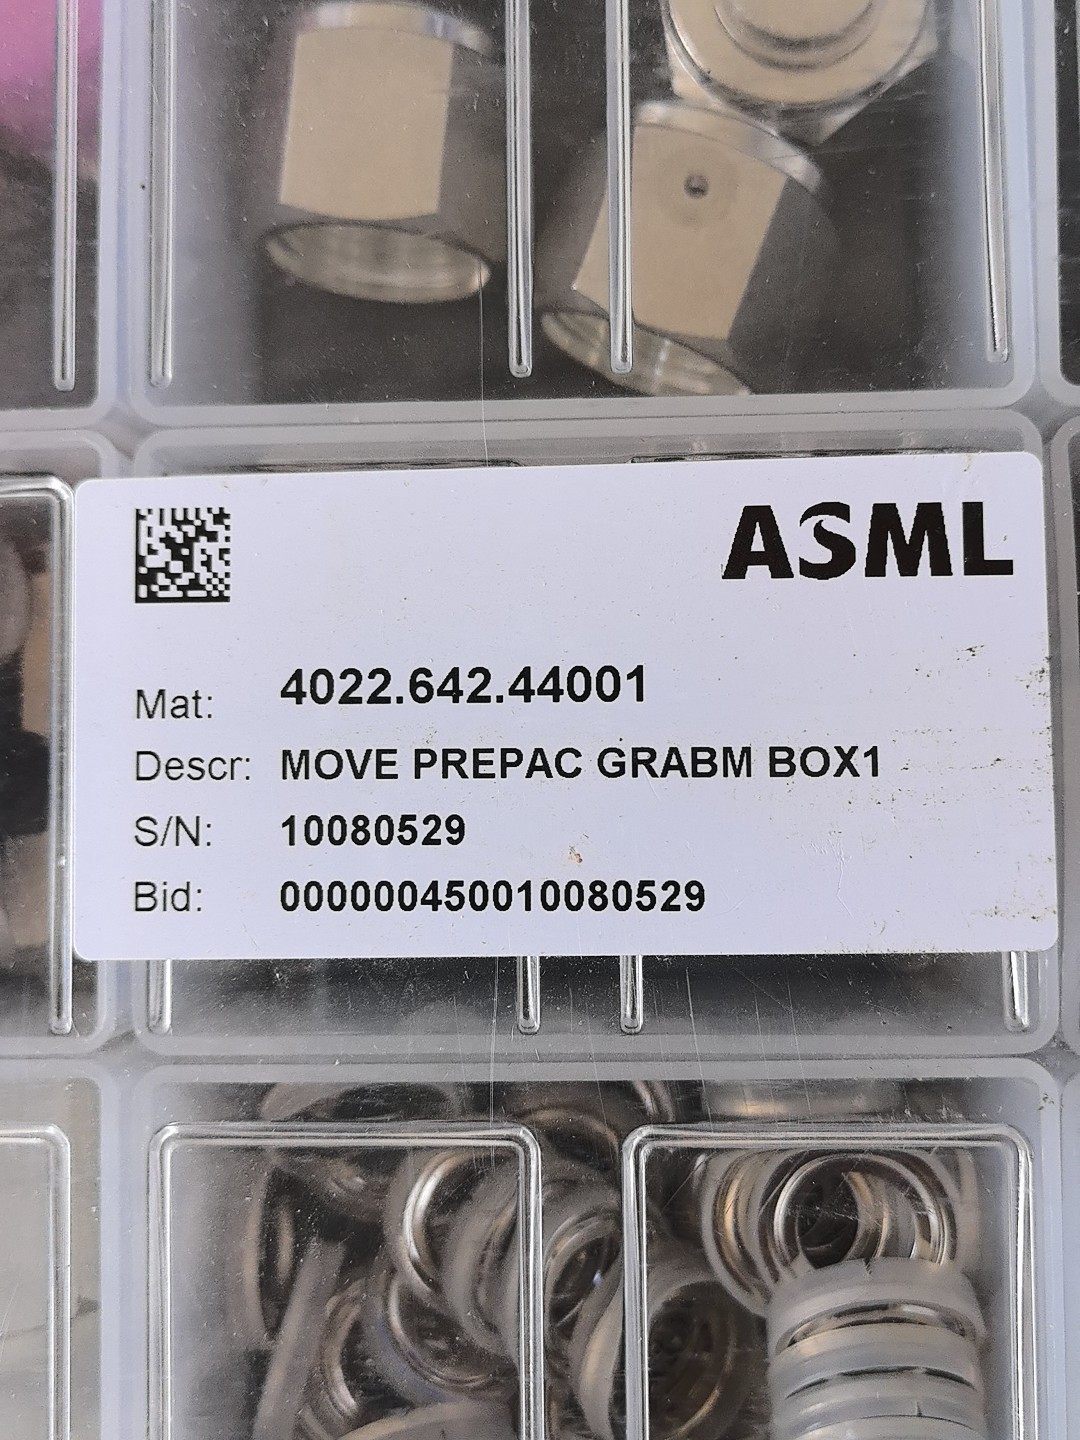 ASML
Mat: 4022.642.44001
Descr: MOVE PREPAC GRABM BOX1
S/N: 10080529
Bid: 000000450010080529